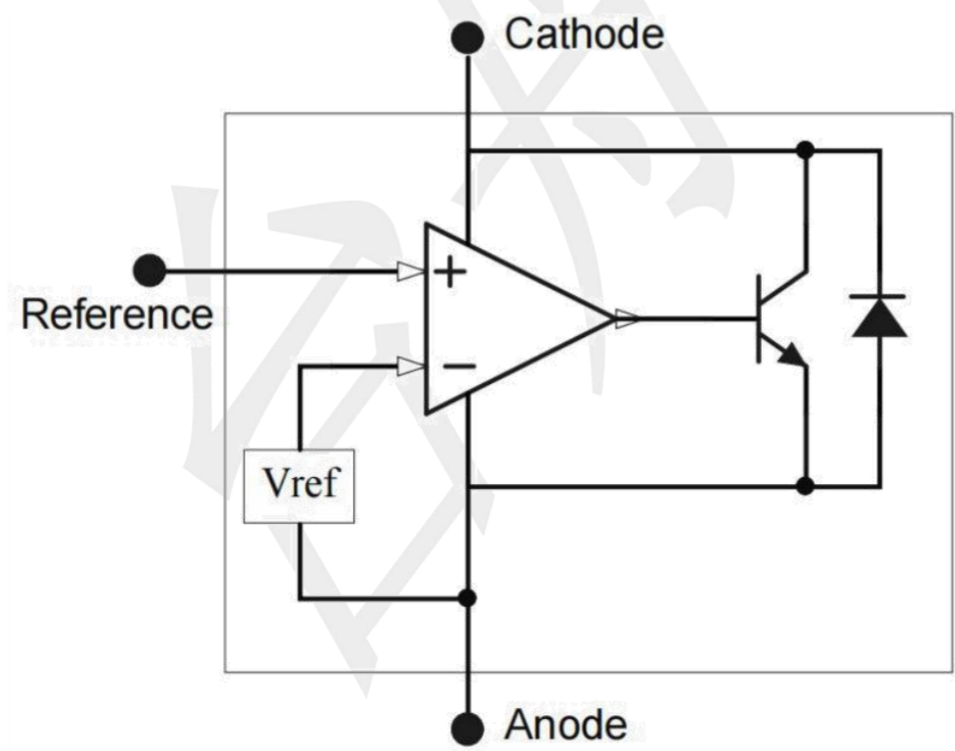 Cathode
+
Reference
−
Vref
Anode